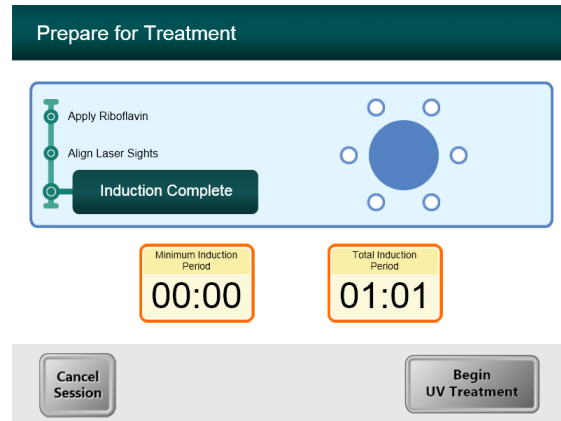 Prepare for Treatment
Apply Riboflavin
Align Laser Sights
Induction Complete
Minimum Induction
Period
00:00
Total Induction
Period
01:01
Cancel
Session
Begin
UV Treatment